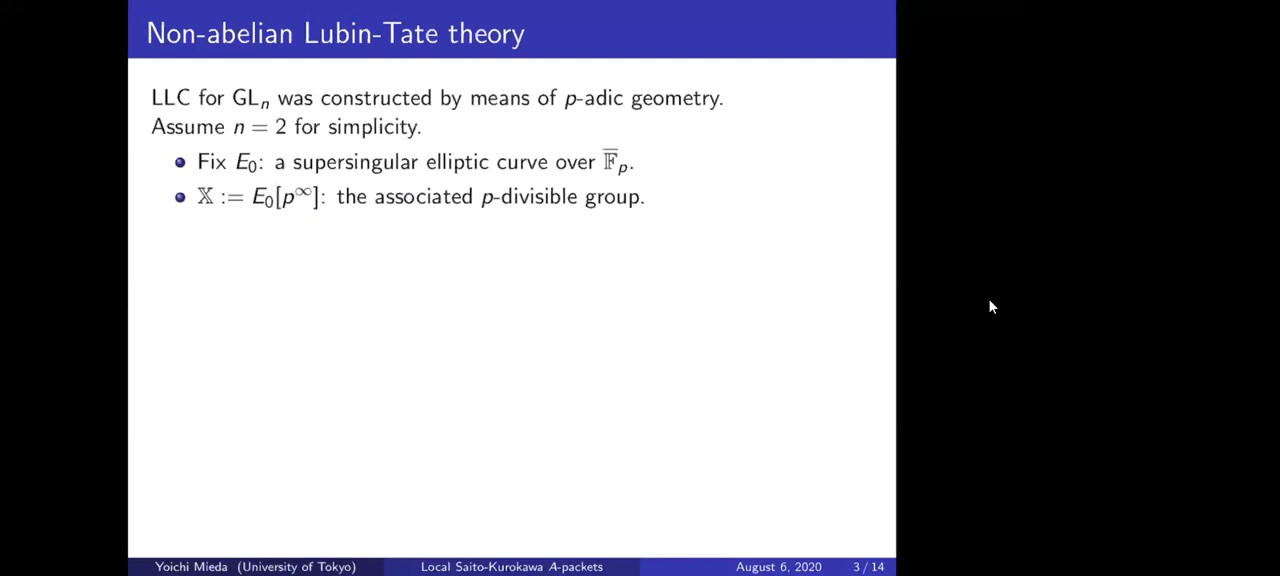 Non-abelian Lubin-Tate theory
LLC for GLₙ was constructed by means of p-adic geometry.
Assume n = 2 for simplicity.
• Fix E₀: a supersingular elliptic curve over 𝔽̅ₚ.
• 𝕏 := E₀[p^∞]: the associated p-divisible group.
Yoichi Mieda (University of Tokyo) Local Saito-Kurokawa A-packets August 6, 2020 3 / 14